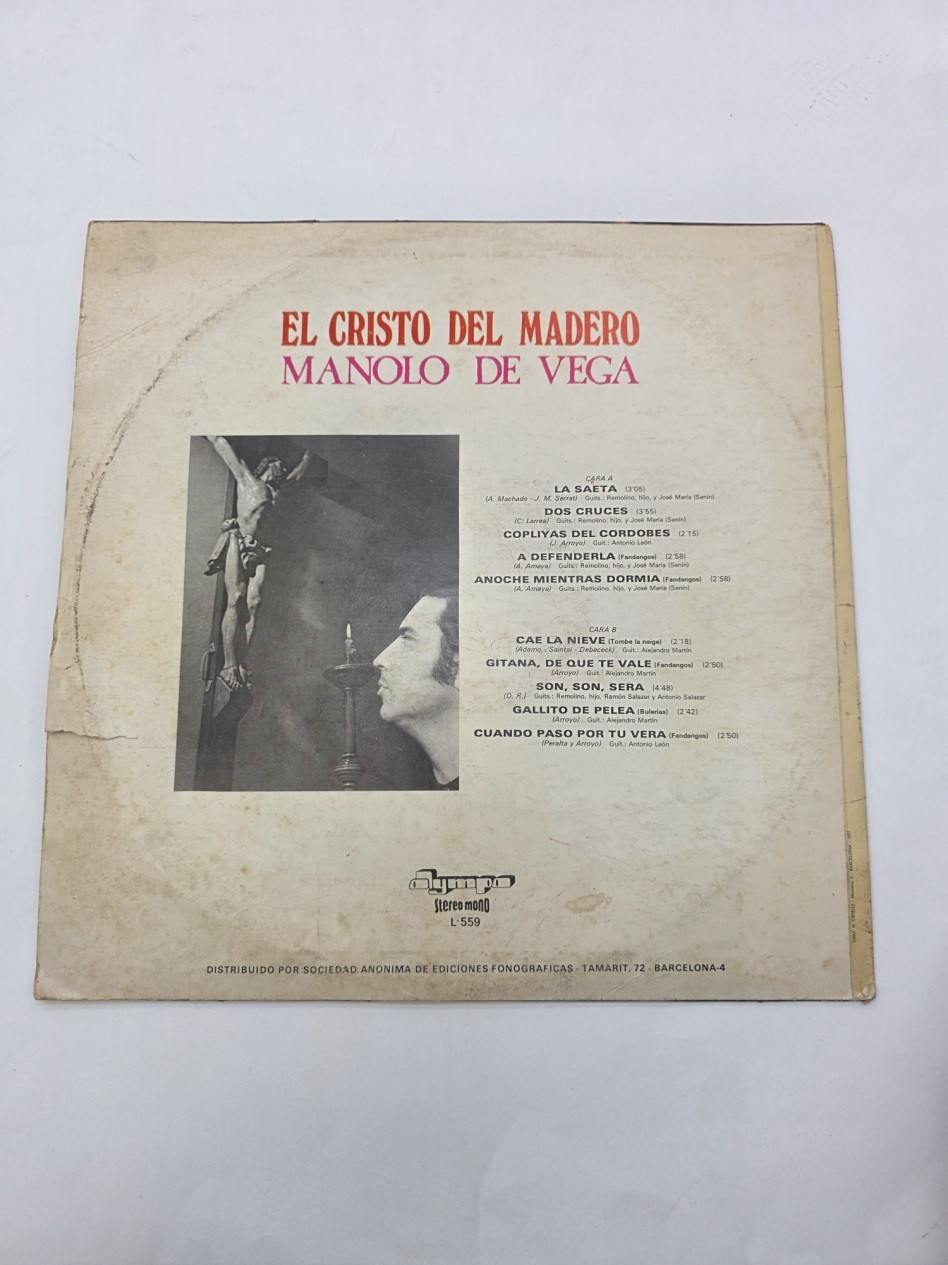 EL CRISTO DEL MADERO
MANOLO DE VEGA
CARA A
LA SAETA (3'05)
(A. Machado - J. M. Serrat) Guits.: Remolino, hijo, y José María (Senin)
DOS CRUCES (3'55)
(C. Larrea) Guits.: Remolino, hijo, y José María (Senin)
COPLIYAS DEL CORDOBES (2'15)
(J. Arroyo) Guit.: Antonio León
A DEFENDERLA (Fandangos) (2'58)
(A. Amaya) Guits.: Remolino, hijo, y José María (Senin)
ANOCHE MIENTRAS DORMIA (Fandangos) (2'58)
(A. Amaya) Guits.: Remolino, hijo, y José María (Senin)
CARA B
CAE LA NIEVE (Tombe la neige) (2'18)
(Adamo - Saintal - Debececk) Guit.: Alejandro Martín
GITANA, DE QUE TE VALE (Fandangos) (2'50)
(Arroyo) Guit.: Alejandro Martín
SON, SON, SERA (4'48)
(D. R.) Guits.: Remolino, hijo, Ramón Salazar y Antonio Salazar
GALLITO DE PELEA (Bulerías) (2'42)
(Arroyo) Guit.: Alejandro Martín
CUANDO PASO POR TU VERA (Fandangos) (2'50)
(Peralta y Arroyo) Guit.: Antonio León
Olympo
Stereo mono
L-559
DISTRIBUIDO POR SOCIEDAD ANONIMA DE EDICIONES FONOGRAFICAS - TAMARIT, 72 - BARCELONA-4